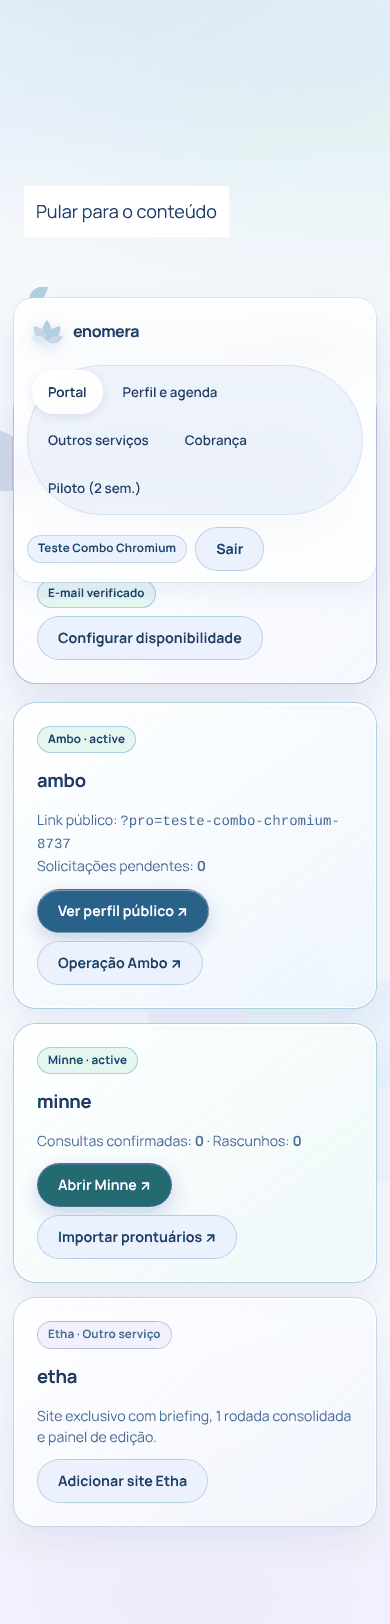 Pular para o conteúdo
enomera
Portal
Perfil e agenda
Outros serviços
Cobrança
Piloto (2 sem.)
Teste Combo Chromium
Sair
E-mail verificado
Configurar disponibilidade
Ambo · active
ambo
Link público: ?pro=teste-combo-chromium-
8737
Solicitações pendentes: 0
Ver perfil público ↗
Operação Ambo ↗
Minne · active
minne
Consultas confirmadas: 0 · Rascunhos: 0
Abrir Minne ↗
Importar prontuários ↗
Etha · Outro serviço
etha
Site exclusivo com briefing, 1 rodada consolidada
e painel de edição.
Adicionar site Etha